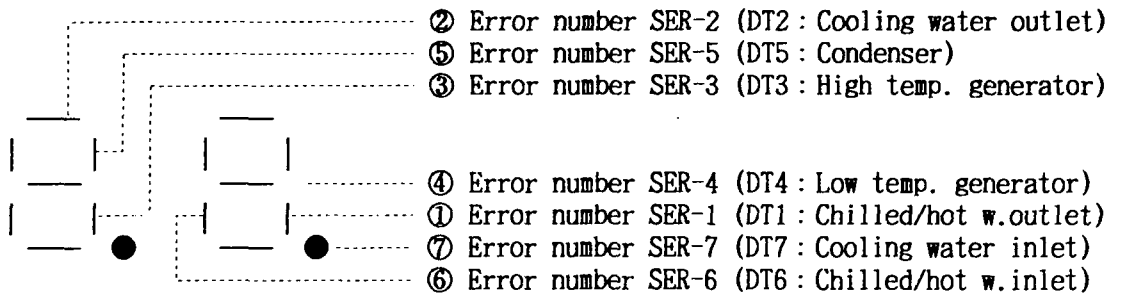 ② Error number SER-2 (DT2 : Cooling water outlet)
⑤ Error number SER-5 (DT5 : Condenser)
③ Error number SER-3 (DT3 : High temp. generator)
④ Error number SER-4 (DT4 : Low temp. generator)
① Error number SER-1 (DT1 : Chilled/hot w.outlet)
⑦ Error number SER-7 (DT7 : Cooling water inlet)
⑥ Error number SER-6 (DT6 : Chilled/hot w.inlet)